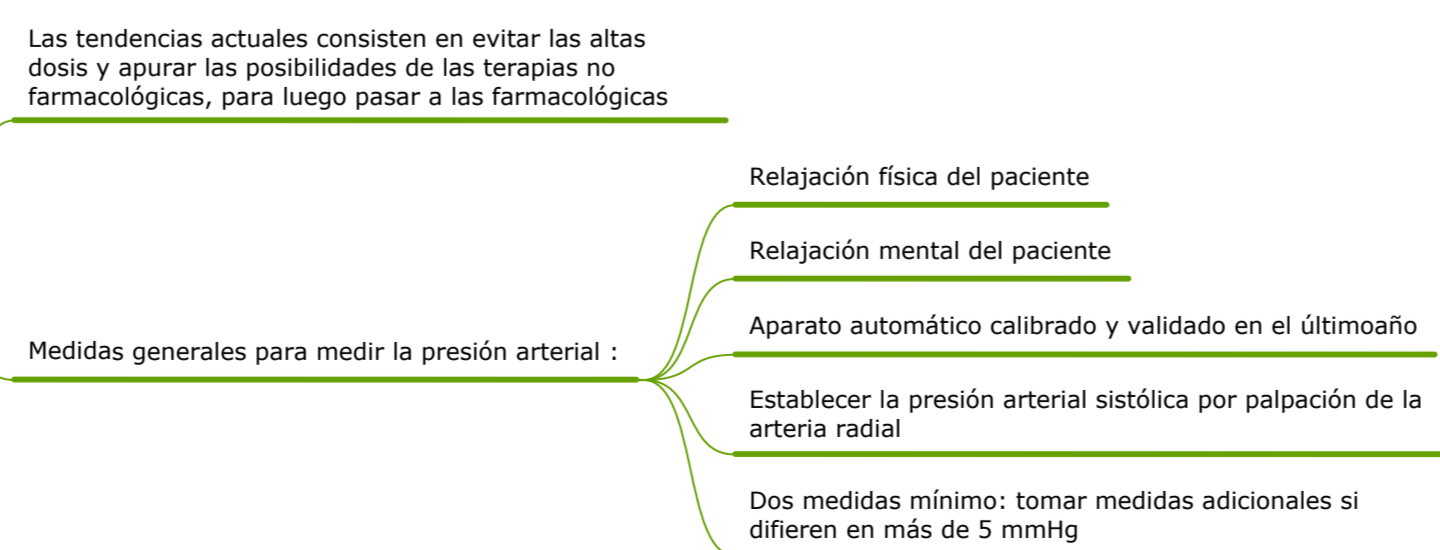 Las tendencias actuales consisten en evitar las altas
dosis y apurar las posibilidades de las terapias no
farmacológicas, para luego pasar a las farmacológicas
Medidas generales para medir la presión arterial :
Relajación física del paciente
Relajación mental del paciente
Aparato automático calibrado y validado en el últimoaño
Establecer la presión arterial sistólica por palpación de la
arteria radial
Dos medidas mínimo: tomar medidas adicionales si
difieren en más de 5 mmHg